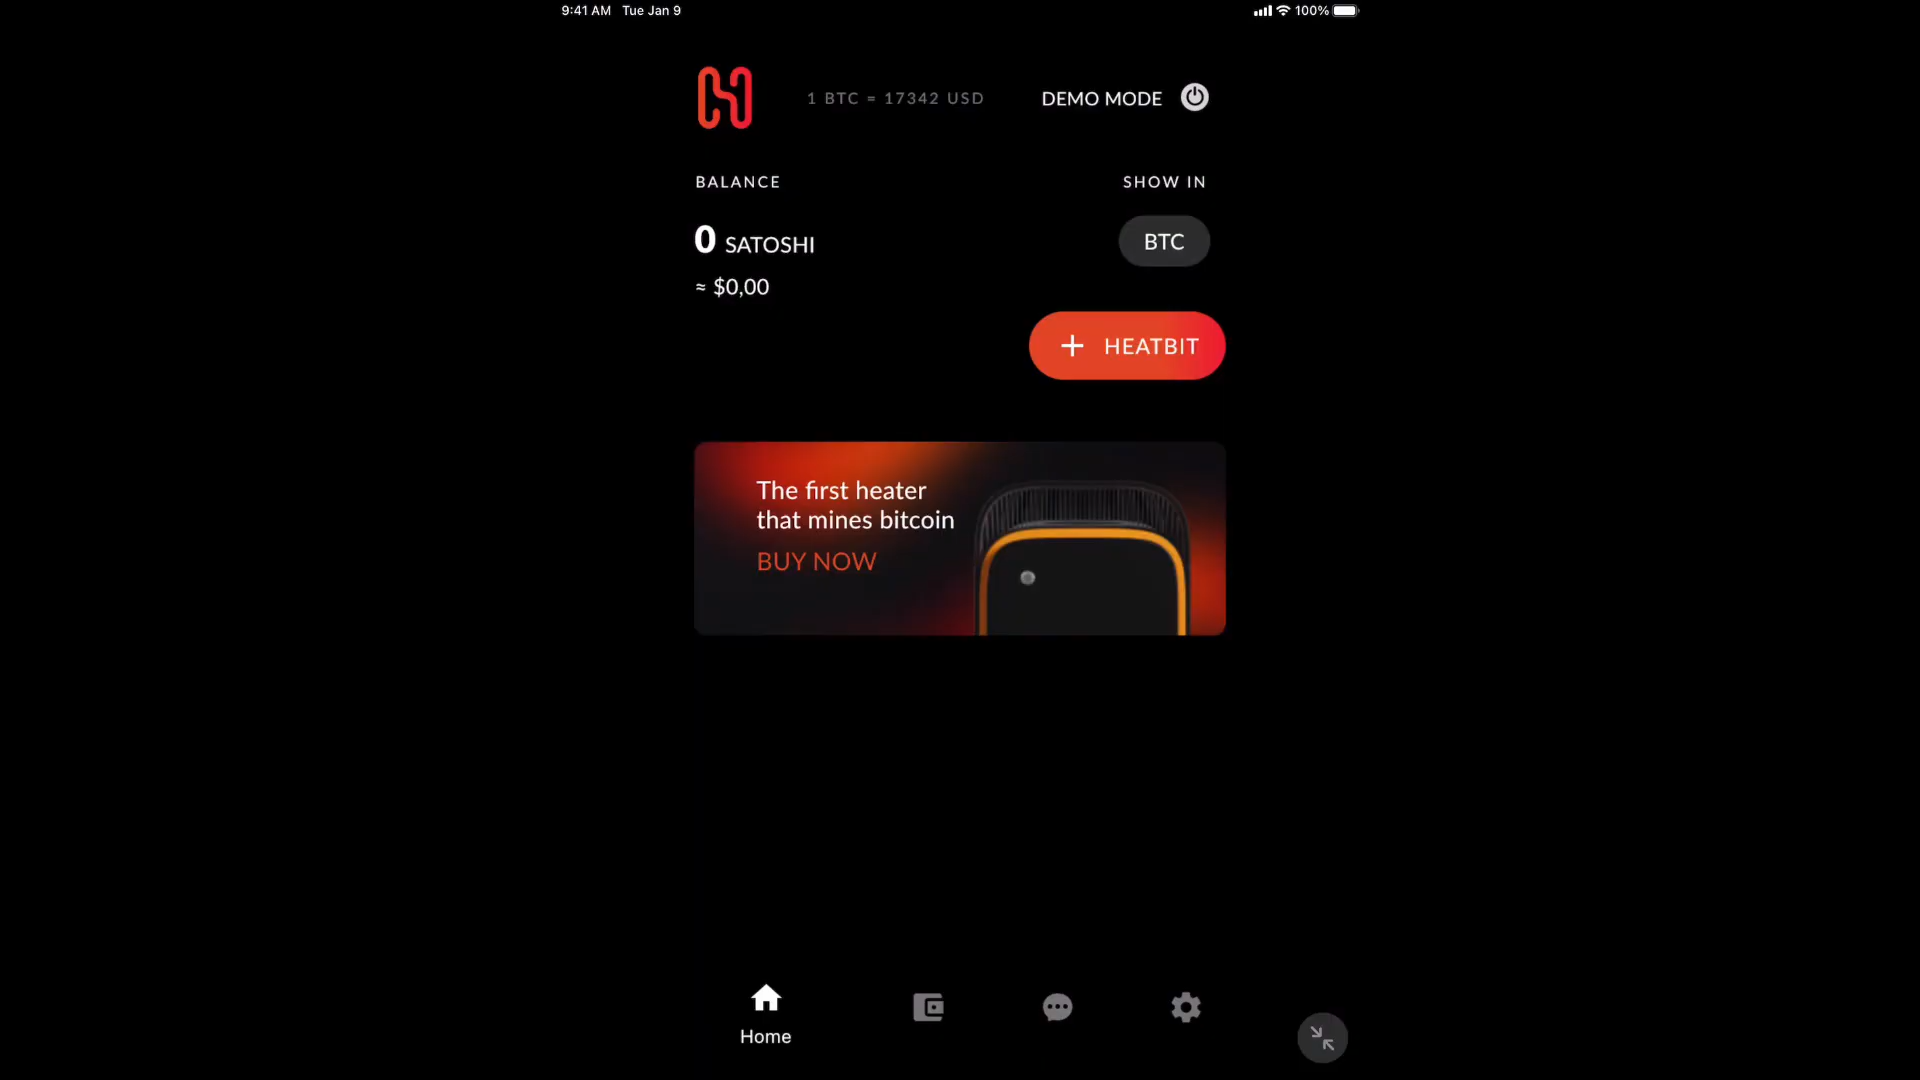 9:41 AM Tue Jan 9 100%
1 BTC = 17342 USD DEMO MODE
BALANCE SHOW IN
0 SATOSHI BTC
≈ $0,00
+ HEATBIT
The first heater
that mines bitcoin
BUY NOW
Home